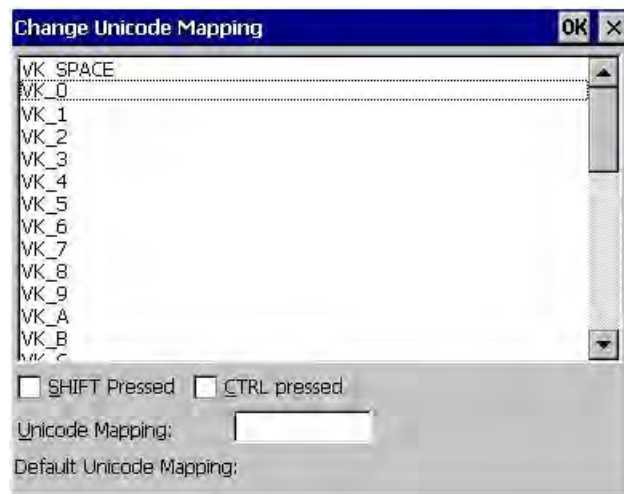 Change Unicode Mapping OK ×
VK_SPACE
VK_0
VK_1
VK_2
VK_3
VK_4
VK_5
VK_6
VK_7
VK_8
VK_9
VK_A
VK_B
SHIFT Pressed CTRL pressed
Unicode Mapping:
Default Unicode Mapping: